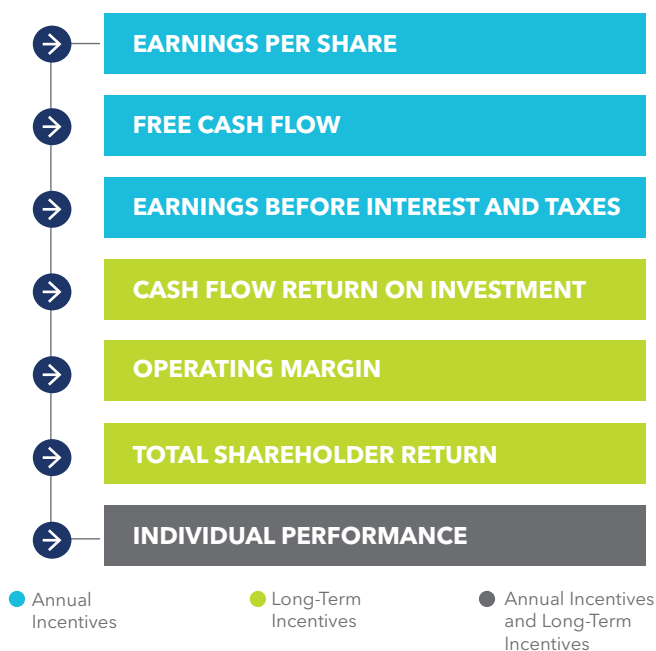 EARNINGS PER SHARE
FREE CASH FLOW
EARNINGS BEFORE INTEREST AND TAXES
CASH FLOW RETURN ON INVESTMENT
OPERATING MARGIN
TOTAL SHAREHOLDER RETURN
INDIVIDUAL PERFORMANCE
Annual
Incentives
Long-Term
Incentives
Annual Incentives
and Long-Term
Incentives